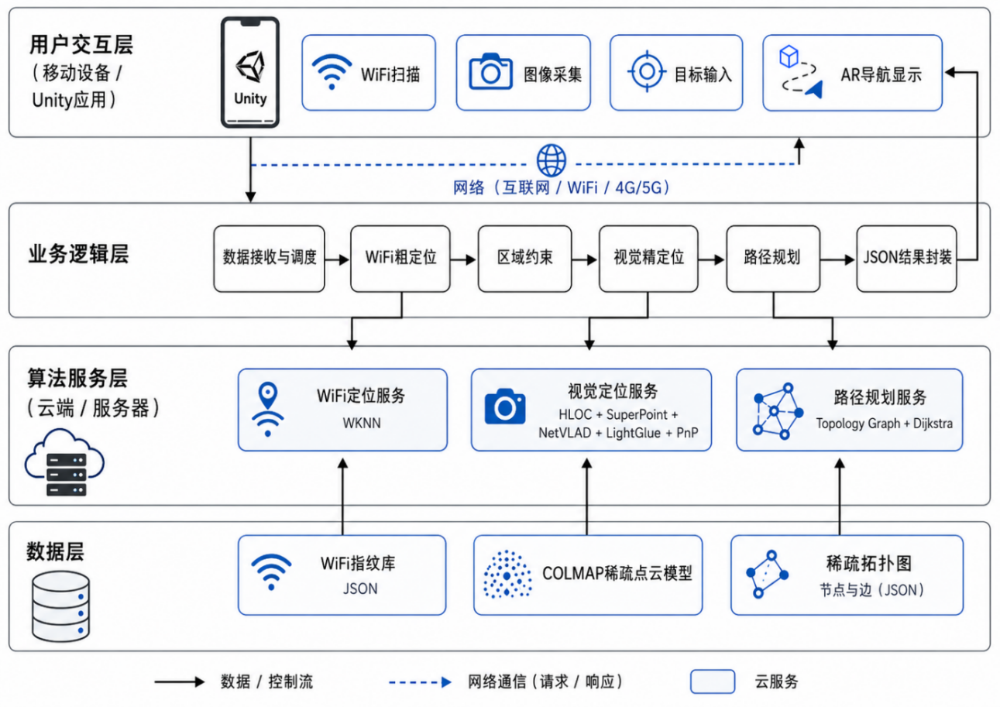 用户交互层
（移动设备 /
Unity应用）
Unity
WiFi扫描
图像采集
目标输入
AR导航显示
网络（互联网 / WiFi / 4G/5G）
业务逻辑层
数据接收与调度
WiFi粗定位
区域约束
视觉精定位
路径规划
JSON结果封装
算法服务层
（云端 / 服务器）
WiFi定位服务
WKNN
视觉定位服务
HLOC + SuperPoint +
NetVLAD + LightGlue + PnP
路径规划服务
Topology Graph + Dijkstra
数据层
WiFi指纹库
JSON
COLMAP稀疏点云模型
稀疏拓扑图
节点与边（JSON）
数据 / 控制流
网络通信（请求 / 响应）
云服务